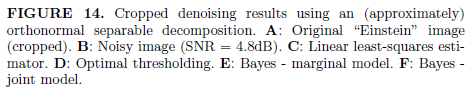 FIGURE 14. Cropped denoising results using an (approximately)
orthonormal separable decomposition. A: Original “Einstein” image
(cropped). B: Noisy image (SNR = 4.8dB). C: Linear least-squares esti-
mator. D: Optimal thresholding. E: Bayes - marginal model. F: Bayes -
joint model.